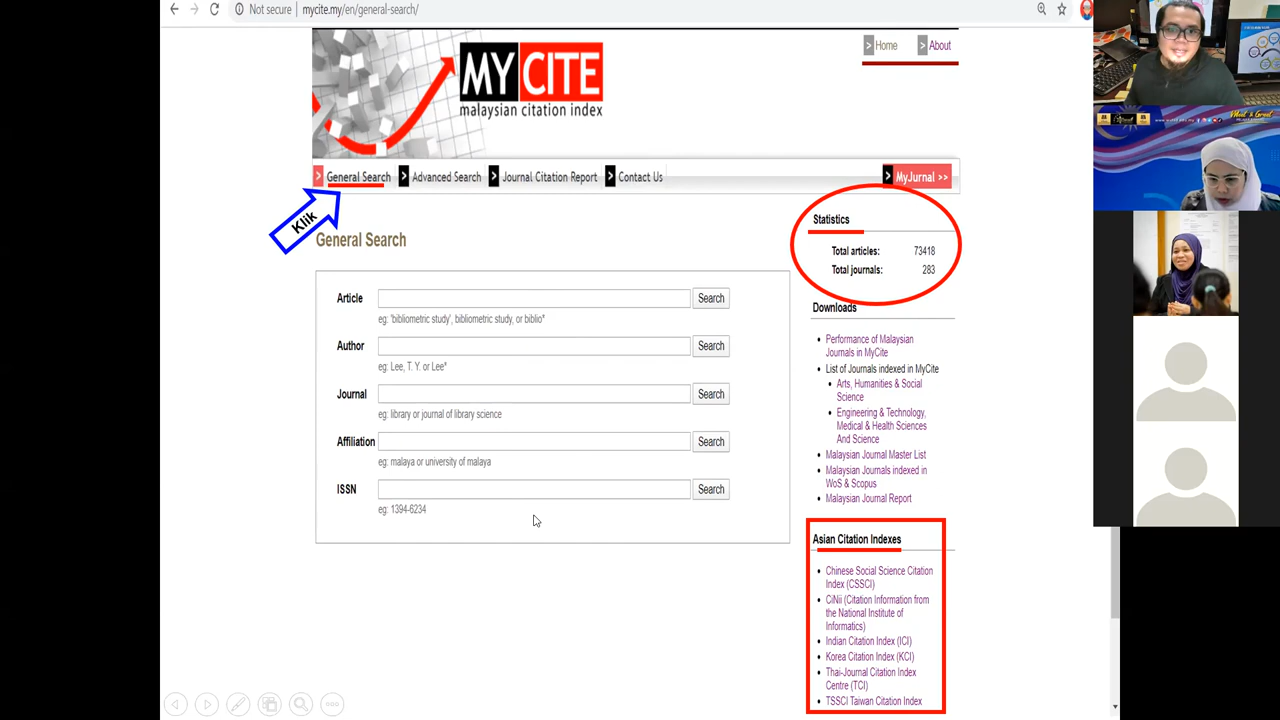 Not secure | mycite.my/en/general-search/
Home
About
MY CITE
malaysian citation index
General Search
Advanced Search
Journal Citation Report
Contact Us
MyJurnal >>
Klik
General Search
Article
Search
eg: 'bibliometric study', bibliometric study, or biblio*
Author
Search
eg: Lee, T. Y. or Lee*
Journal
Search
eg: library or journal of library science
Affiliation
Search
eg: malaya or university of malaya
ISSN
Search
eg: 1394-6234
Statistics
Total articles: 73418
Total journals: 283
Downloads
Performance of Malaysian
Journals in MyCite
List of Journals indexed in MyCite
Arts, Humanities & Social
Science
Engineering & Technology,
Medical & Health Sciences
And Science
Malaysian Journal Master List
Malaysian Journals indexed in
WoS & Scopus
Malaysian Journal Report
Asian Citation Indexes
Chinese Social Science Citation
Index (CSSCI)
CiNii (Citation Information from
the National Institute of
Informatics)
Indian Citation Index (ICI)
Korea Citation Index (KCI)
Thai-Journal Citation Index
Centre (TCI)
TSSCI Taiwan Citation Index